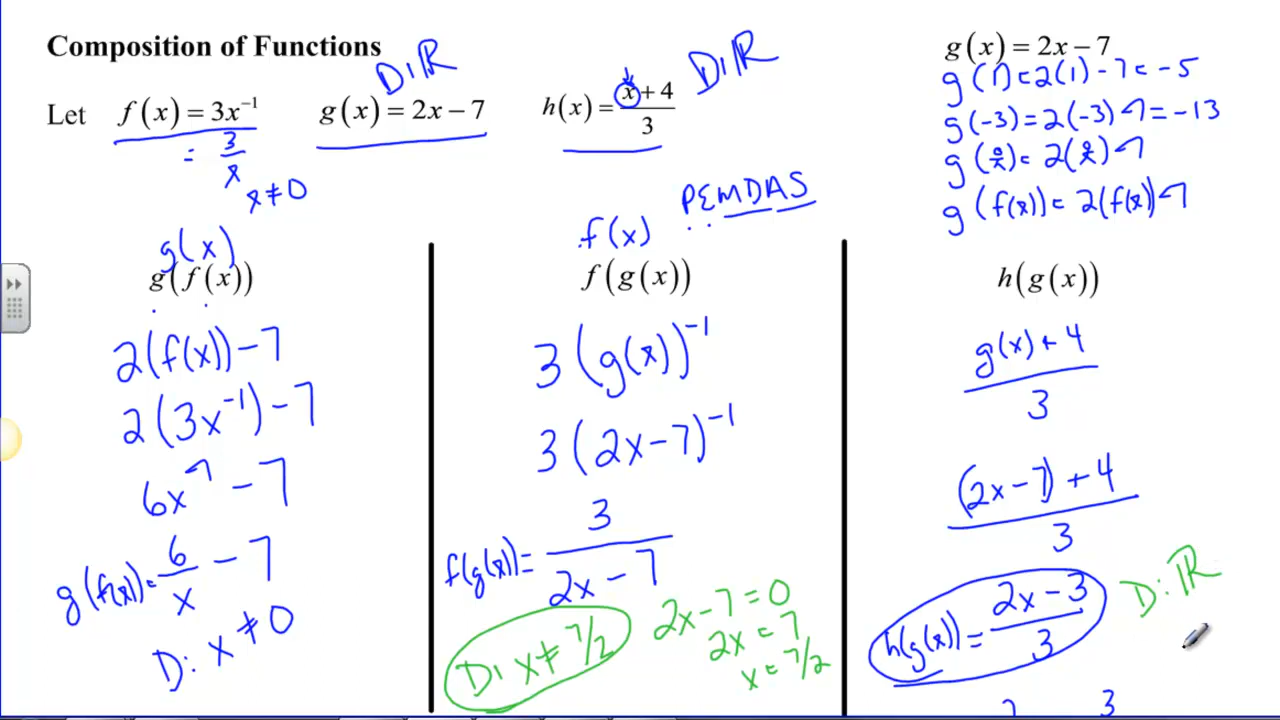 Composition of Functions
D: ℝ
D: ℝ
Let f(x) = 3x⁻¹ g(x) = 2x − 7 h(x) = (x + 4)/3
= 3/x
x ≠ 0
g(x) = 2x − 7
g(1) = 2(1) − 7 = −5
g(-3) = 2(-3) -7 = -13
2( ) -7
g(f(x)) = 2(f(x)) -7
PEMDAS
g(x)
g(f(x))
2(f(x)) − 7
2(3x⁻¹) − 7
6x⁻¹ − 7
g(f(x)) = 6/x − 7
D: x ≠ 0
f(x)
f(g(x))
3(g(x))⁻¹
3(2x − 7)⁻¹
f(g(x)) = 3/(2x − 7)
D: x ≠ 7/2
2x − 7 = 0
2x = 7
x = 7/2
h(g(x))
(g(x) + 4)/3
((2x − 7) + 4)/3
h(g(x)) = (2x − 3)/3
D: ℝ
3